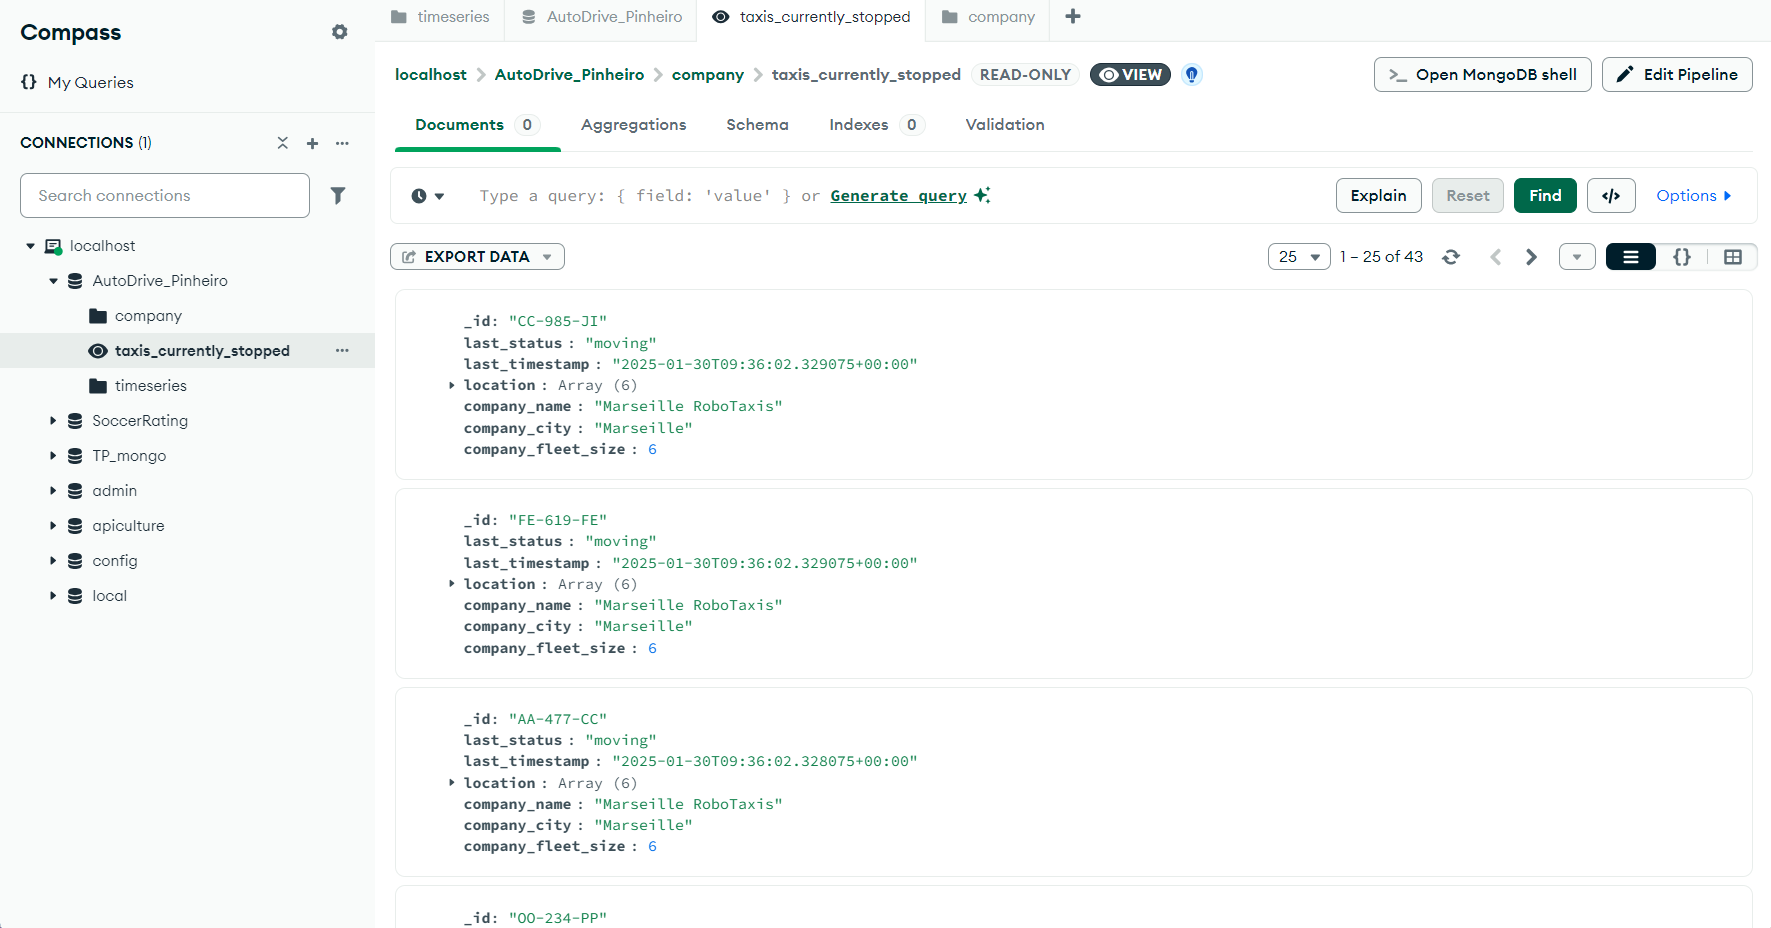 Compass
{} My Queries
CONNECTIONS (1)
Search connections
localhost
AutoDrive_Pinheiro
company
taxis_currently_stopped
timeseries
SoccerRating
TP_mongo
admin
apiculture
config
local
timeseries AutoDrive_Pinheiro taxis_currently_stopped company
localhost > AutoDrive_Pinheiro > company > taxis_currently_stopped READ-ONLY VIEW
>_ Open MongoDB shell Edit Pipeline
Documents 0 Aggregations Schema Indexes 0 Validation
Type a query: { field: 'value' } or Generate query
Explain Reset Find </> Options
EXPORT DATA
25 1 – 25 of 43 {}
_id: "CC-985-JI"
last_status : "moving"
last_timestamp : "2025-01-30T09:36:02.329075+00:00"
location : Array (6)
company_name : "Marseille RoboTaxis"
company_city : "Marseille"
company_fleet_size : 6
_id: "FE-619-FE"
last_status : "moving"
last_timestamp : "2025-01-30T09:36:02.329075+00:00"
location : Array (6)
company_name : "Marseille RoboTaxis"
company_city : "Marseille"
company_fleet_size : 6
_id: "AA-477-CC"
last_status : "moving"
last_timestamp : "2025-01-30T09:36:02.328075+00:00"
location : Array (6)
company_name : "Marseille RoboTaxis"
company_city : "Marseille"
company_fleet_size : 6
_id: "OO-234-PP"